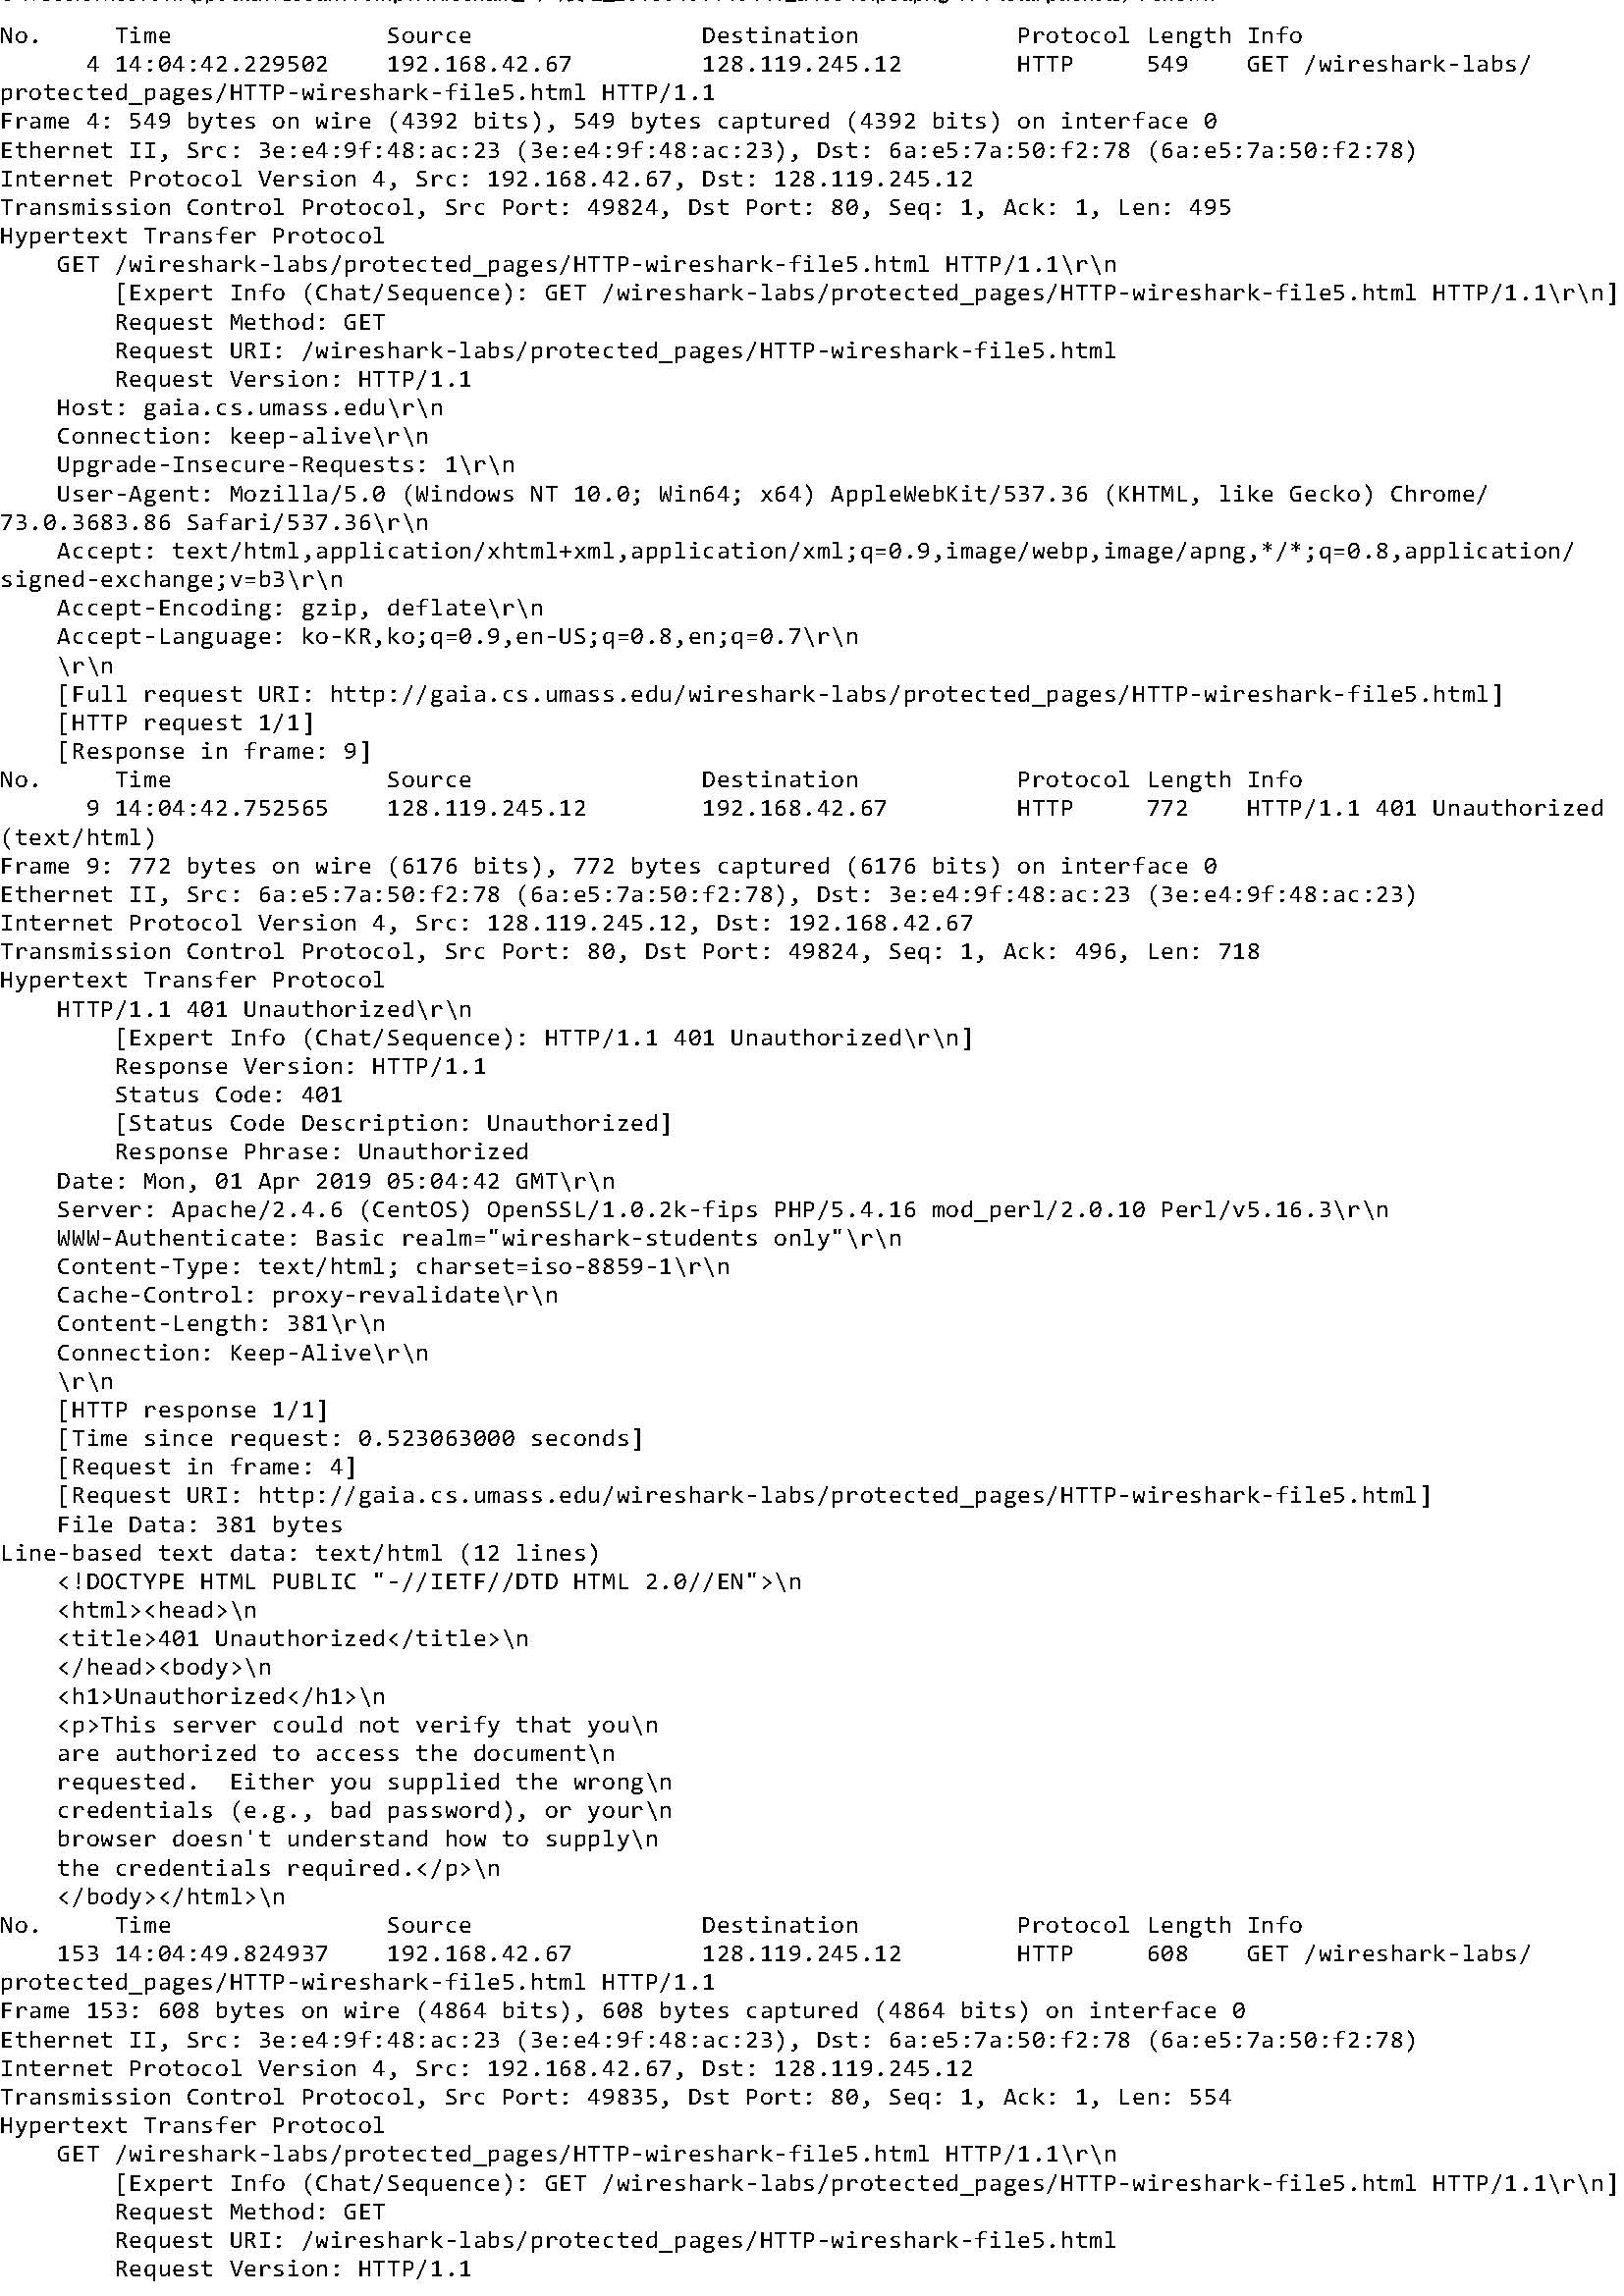 No.     Time               Source                Destination           Protocol Length Info
      4 14:04:42.229502    192.168.42.67         128.119.245.12        HTTP     549    GET /wireshark-labs/
protected_pages/HTTP-wireshark-file5.html HTTP/1.1
Frame 4: 549 bytes on wire (4392 bits), 549 bytes captured (4392 bits) on interface 0
Ethernet II, Src: 3e:e4:9f:48:ac:23 (3e:e4:9f:48:ac:23), Dst: 6a:e5:7a:50:f2:78 (6a:e5:7a:50:f2:78)
Internet Protocol Version 4, Src: 192.168.42.67, Dst: 128.119.245.12
Transmission Control Protocol, Src Port: 49824, Dst Port: 80, Seq: 1, Ack: 1, Len: 495
Hypertext Transfer Protocol
    GET /wireshark-labs/protected_pages/HTTP-wireshark-file5.html HTTP/1.1\r\n
        [Expert Info (Chat/Sequence): GET /wireshark-labs/protected_pages/HTTP-wireshark-file5.html HTTP/1.1\r\n]
        Request Method: GET
        Request URI: /wireshark-labs/protected_pages/HTTP-wireshark-file5.html
        Request Version: HTTP/1.1
    Host: gaia.cs.umass.edu\r\n
    Connection: keep-alive\r\n
    Upgrade-Insecure-Requests: 1\r\n
    User-Agent: Mozilla/5.0 (Windows NT 10.0; Win64; x64) AppleWebKit/537.36 (KHTML, like Gecko) Chrome/
73.0.3683.86 Safari/537.36\r\n
    Accept: text/html,application/xhtml+xml,application/xml;q=0.9,image/webp,image/apng,*/*;q=0.8,application/
signed-exchange;v=b3\r\n
    Accept-Encoding: gzip, deflate\r\n
    Accept-Language: ko-KR,ko;q=0.9,en-US;q=0.8,en;q=0.7\r\n
    \r\n
    [Full request URI: http://gaia.cs.umass.edu/wireshark-labs/protected_pages/HTTP-wireshark-file5.html]
    [HTTP request 1/1]
    [Response in frame: 9]
No.     Time               Source                Destination           Protocol Length Info
      9 14:04:42.752565    128.119.245.12        192.168.42.67         HTTP     772    HTTP/1.1 401 Unauthorized
(text/html)
Frame 9: 772 bytes on wire (6176 bits), 772 bytes captured (6176 bits) on interface 0
Ethernet II, Src: 6a:e5:7a:50:f2:78 (6a:e5:7a:50:f2:78), Dst: 3e:e4:9f:48:ac:23 (3e:e4:9f:48:ac:23)
Internet Protocol Version 4, Src: 128.119.245.12, Dst: 192.168.42.67
Transmission Control Protocol, Src Port: 80, Dst Port: 49824, Seq: 1, Ack: 496, Len: 718
Hypertext Transfer Protocol
    HTTP/1.1 401 Unauthorized\r\n
        [Expert Info (Chat/Sequence): HTTP/1.1 401 Unauthorized\r\n]
        Response Version: HTTP/1.1
        Status Code: 401
        [Status Code Description: Unauthorized]
        Response Phrase: Unauthorized
    Date: Mon, 01 Apr 2019 05:04:42 GMT\r\n
    Server: Apache/2.4.6 (CentOS) OpenSSL/1.0.2k-fips PHP/5.4.16 mod_perl/2.0.10 Perl/v5.16.3\r\n
    WWW-Authenticate: Basic realm="wireshark-students only"\r\n
    Content-Type: text/html; charset=iso-8859-1\r\n
    Cache-Control: proxy-revalidate\r\n
    Content-Length: 381\r\n
    Connection: Keep-Alive\r\n
    \r\n
    [HTTP response 1/1]
    [Time since request: 0.523063000 seconds]
    [Request in frame: 4]
    [Request URI: http://gaia.cs.umass.edu/wireshark-labs/protected_pages/HTTP-wireshark-file5.html]
    File Data: 381 bytes
Line-based text data: text/html (12 lines)
    <!DOCTYPE HTML PUBLIC "-//IETF//DTD HTML 2.0//EN">\n
    <html><head>\n
    <title>401 Unauthorized</title>\n
    </head><body>\n
    <h1>Unauthorized</h1>\n
    <p>This server could not verify that you\n
    are authorized to access the document\n
    requested.  Either you supplied the wrong\n
    credentials (e.g., bad password), or your\n
    browser doesn't understand how to supply\n
    the credentials required.</p>\n
    </body></html>\n
No.     Time               Source                Destination           Protocol Length Info
    153 14:04:49.824937    192.168.42.67         128.119.245.12        HTTP     608    GET /wireshark-labs/
protected_pages/HTTP-wireshark-file5.html HTTP/1.1
Frame 153: 608 bytes on wire (4864 bits), 608 bytes captured (4864 bits) on interface 0
Ethernet II, Src: 3e:e4:9f:48:ac:23 (3e:e4:9f:48:ac:23), Dst: 6a:e5:7a:50:f2:78 (6a:e5:7a:50:f2:78)
Internet Protocol Version 4, Src: 192.168.42.67, Dst: 128.119.245.12
Transmission Control Protocol, Src Port: 49835, Dst Port: 80, Seq: 1, Ack: 1, Len: 554
Hypertext Transfer Protocol
    GET /wireshark-labs/protected_pages/HTTP-wireshark-file5.html HTTP/1.1\r\n
        [Expert Info (Chat/Sequence): GET /wireshark-labs/protected_pages/HTTP-wireshark-file5.html HTTP/1.1\r\n]
        Request Method: GET
        Request URI: /wireshark-labs/protected_pages/HTTP-wireshark-file5.html
        Request Version: HTTP/1.1